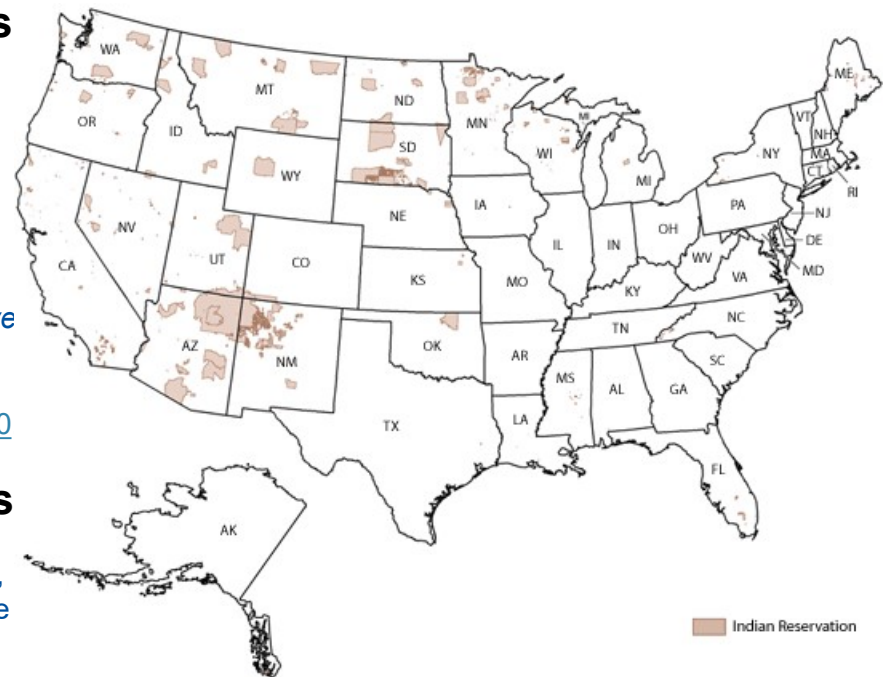 s
WA
MT
ND
MN
ME
OR
ID
SD
WI
MI
VT
NH
WY
NY
MA
CT
RI
MI
IA
NE
PA
NV
NJ
UT
CO
IL
IN
OH
DE
CA
WV
MD
KS
MO
VA
KY
ve
NC
TN
AZ
NM
OK
AR
SC
MS
AL
GA
0
TX
LA
FL
s
AK
,
e
Indian Reservation